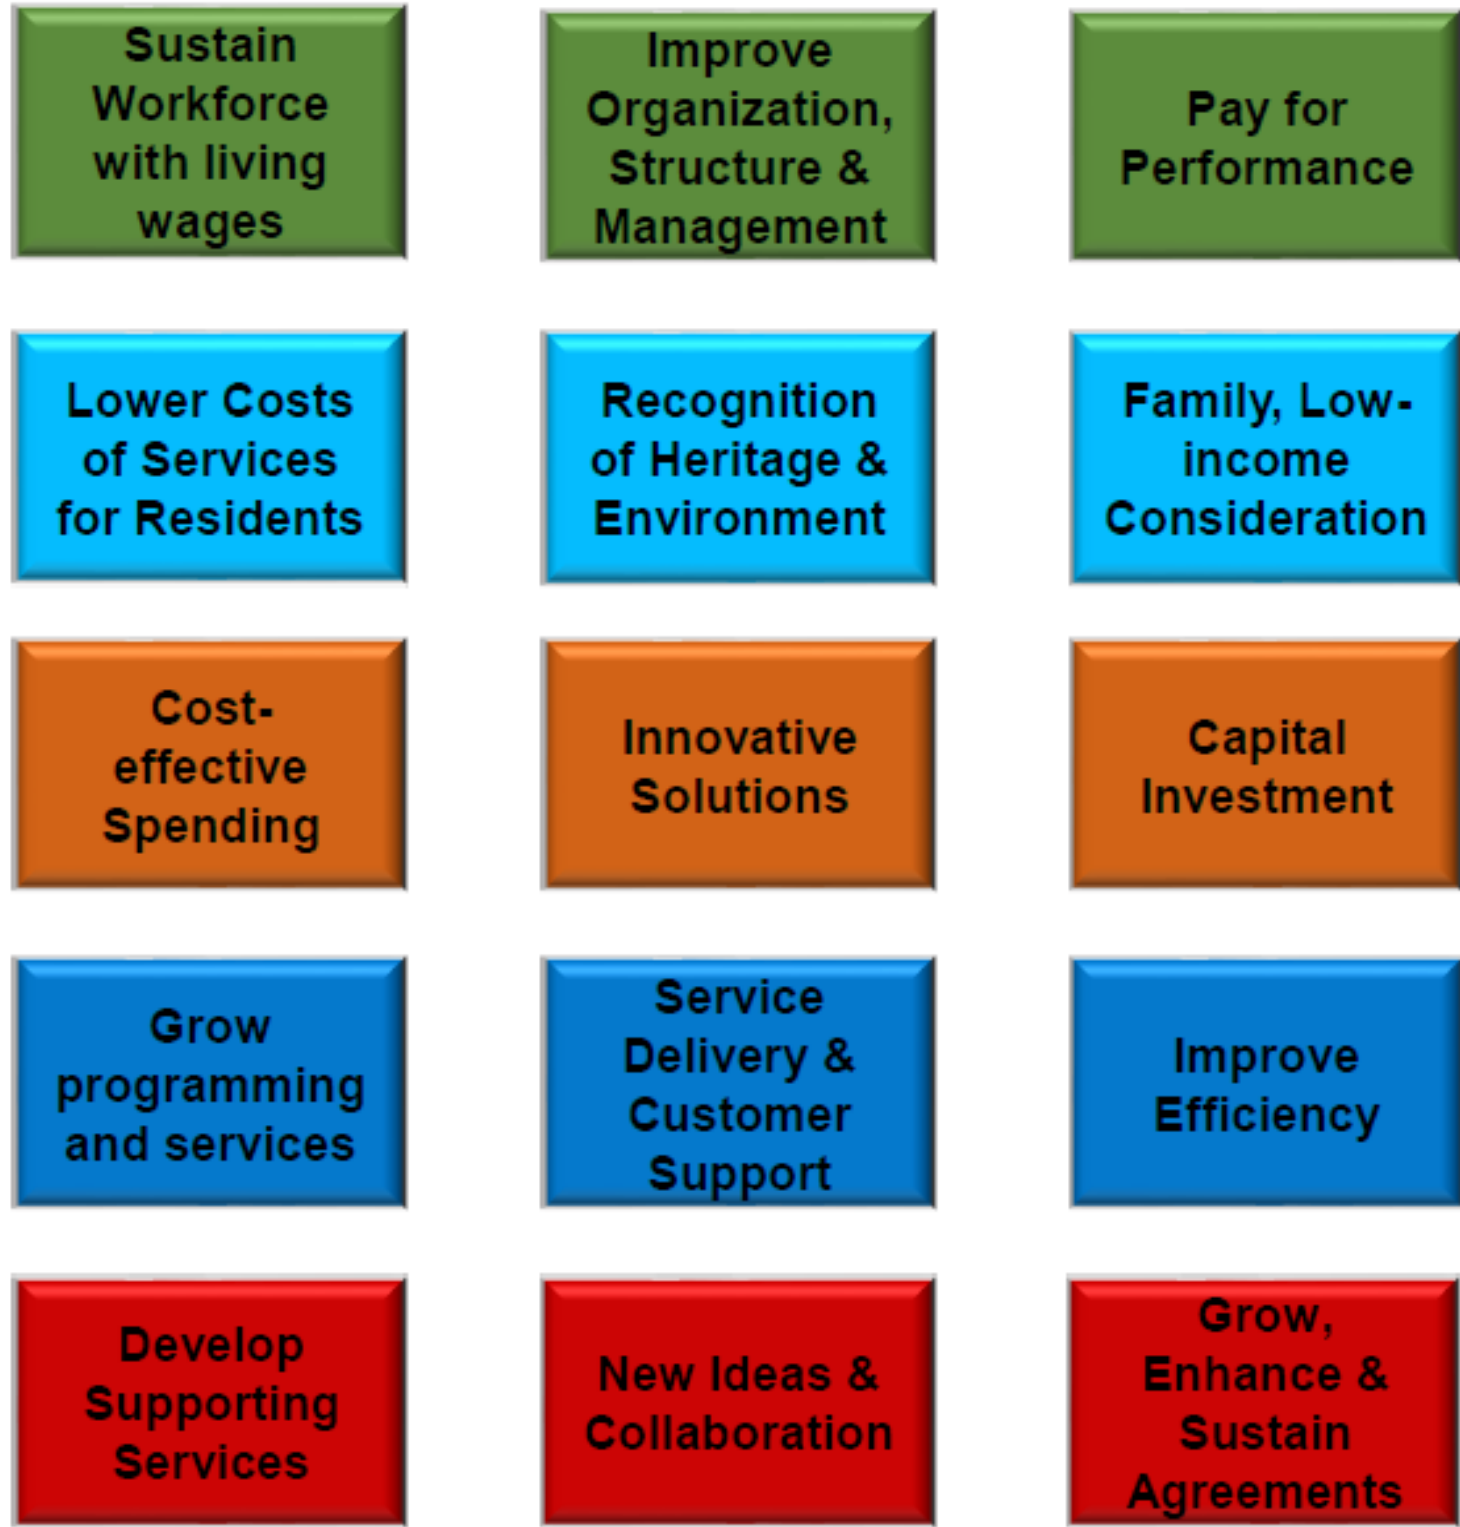 Sustain
Workforce
with living
wages
Improve
Organization,
Structure &
Management
Pay for
Performance
Lower Costs
of Services
for Residents
Recognition
of Heritage &
Environment
Family, Low-
income
Consideration
Cost-
effective
Spending
Innovative
Solutions
Capital
Investment
Grow
programming
and services
Service
Delivery &
Customer
Support
Improve
Efficiency
Develop
Supporting
Services
New Ideas &
Collaboration
Grow,
Enhance &
Sustain
Agreements